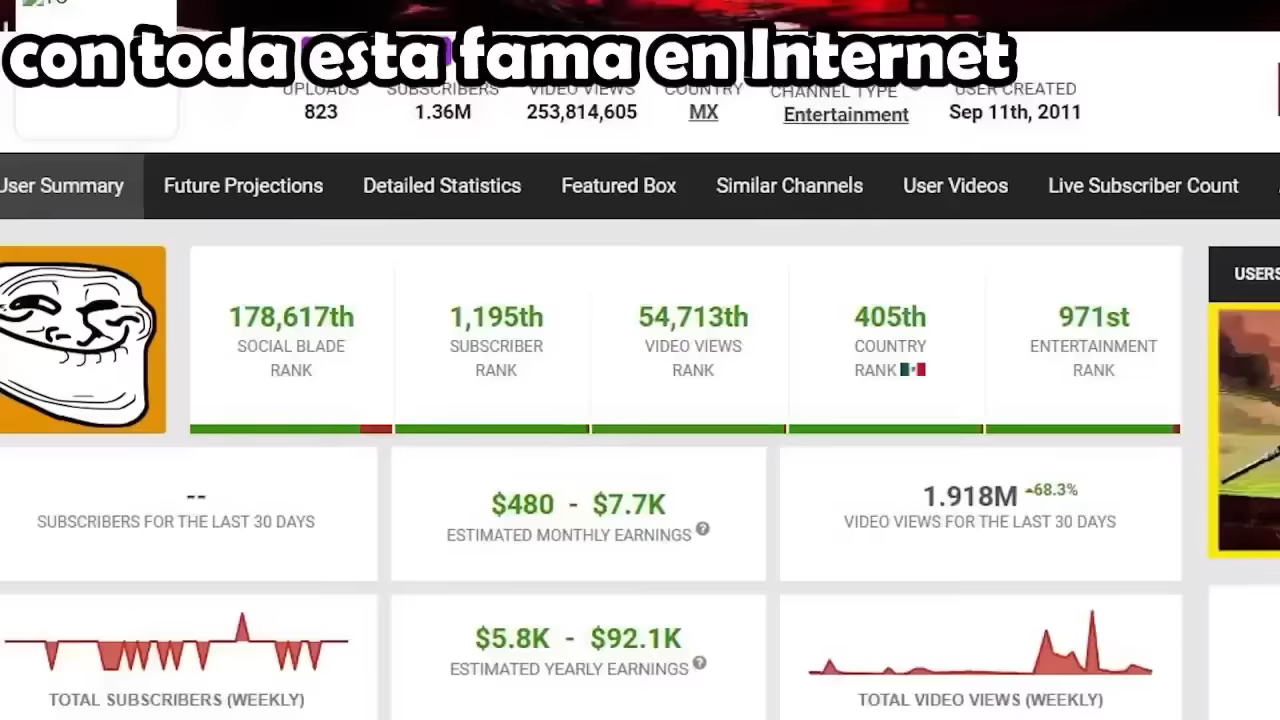 con toda esta fama en Internet
UPLOADS SUBSCRIBERS VIDEO VIEWS COUNTRY CHANNEL TYPE USER CREATED
823 1.36M 253,814,605 MX Entertainment Sep 11th, 2011
User Summary Future Projections Detailed Statistics Featured Box Similar Channels User Videos Live Subscriber Count
USERS
178,617th 1,195th 54,713th 405th 971st
SOCIAL BLADE SUBSCRIBER VIDEO VIEWS COUNTRY ENTERTAINMENT
RANK RANK RANK RANK RANK
-- $480 - $7.7K 1.918M 68.3%
SUBSCRIBERS FOR THE LAST 30 DAYS ESTIMATED MONTHLY EARNINGS ? VIDEO VIEWS FOR THE LAST 30 DAYS
$5.8K - $92.1K
ESTIMATED YEARLY EARNINGS ?
TOTAL SUBSCRIBERS (WEEKLY) TOTAL VIDEO VIEWS (WEEKLY)